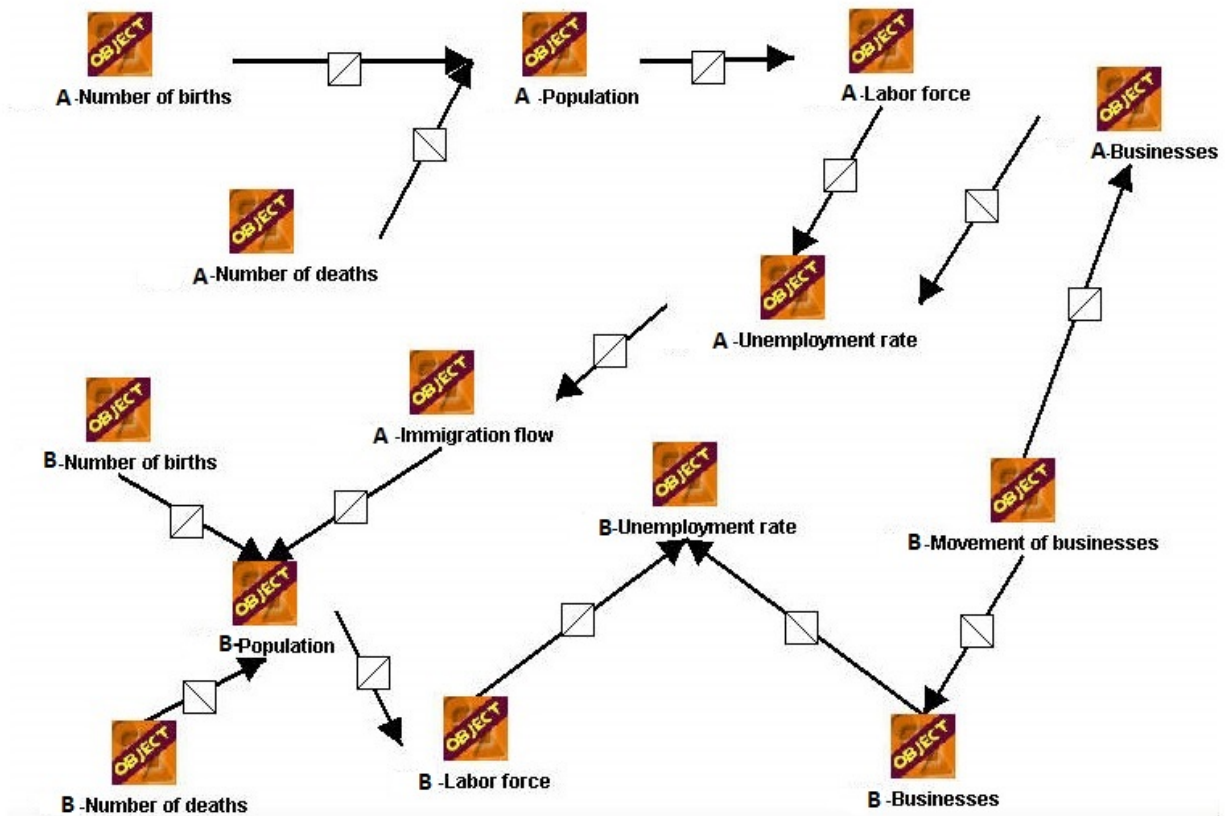 OBJECT
A-Number of births
OBJECT
A -Population
OBJECT
A -Labor force
OBJECT
A-Businesses
OBJECT
A-Number of deaths
OBJECT
A -Unemployment rate
OBJECT
B-Number of births
OBJECT
A -Immigration flow
OBJECT
B-Unemployment rate
OBJECT
B -Movement of businesses
OBJECT
B-Population
OBJECT
B -Number of deaths
OBJECT
B -Labor force
OBJECT
B -Businesses